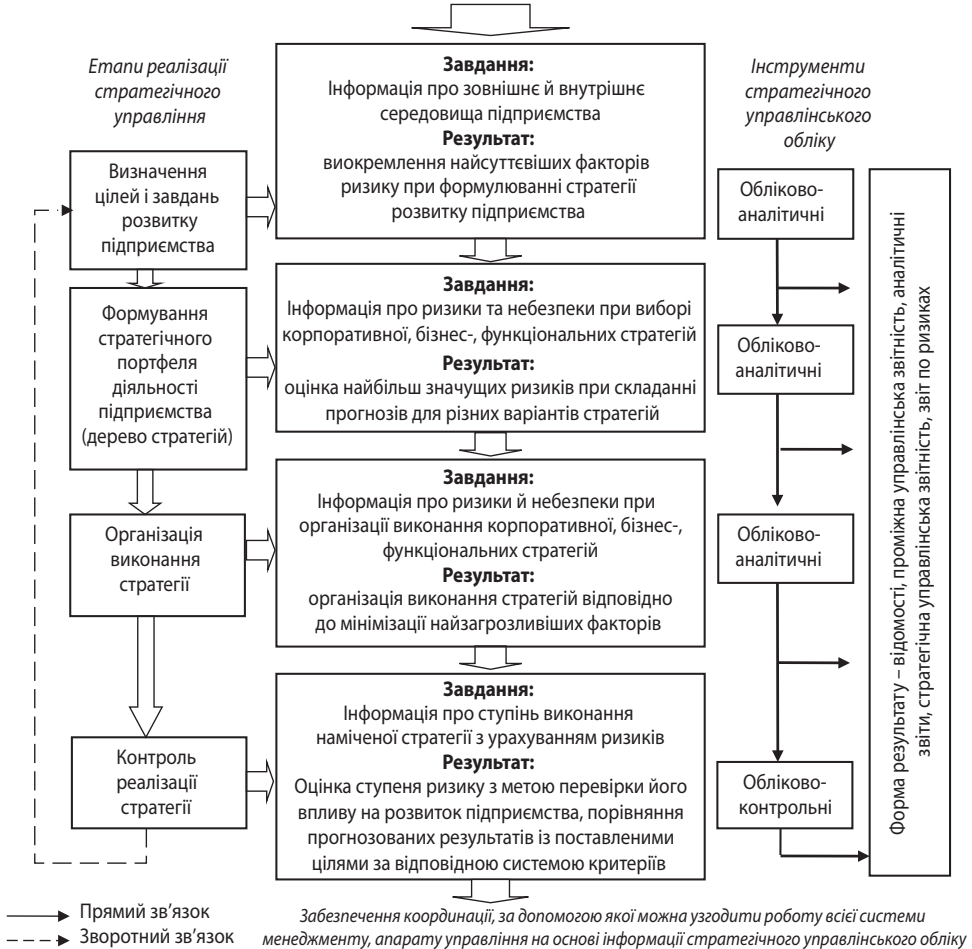 Етапи реалізації
стратегічного
управління
Визначення
цілей і завдань
розвитку
підприємства
Формування
стратегічного
портфеля
діяльності
підприємства
(дерево стратегій)
Організація
виконання
стратегії
Контроль
реалізації
стратегії
Завдання:
Інформація про зовнішнє й внутрішнє
середовища підприємства
Результат:
виокремлення найсуттєвіших факторів
ризику при формулюванні стратегії
розвитку підприємства
Завдання:
Інформація про ризики та небезпеки при виборі
корпоративної, бізнес-, функціональних стратегій
Результат:
оцінка найбільш значущих ризиків при складанні
прогнозів для різних варіантів стратегій
Завдання:
Інформація про ризики й небезпеки при
організації виконання корпоративної, бізнес-,
функціональних стратегій
Результат:
організація виконання стратегій відповідно
до мінімізації найзагрозливіших факторів
Завдання:
Інформація про ступінь виконання
наміченої стратегії з урахуванням ризиків
Результат:
Оцінка ступеня ризику з метою перевірки його
впливу на розвиток підприємства, порівняння
прогнозованих результатів із поставленими
цілями за відповідною системою критеріїв
Інструменти
стратегічного
управлінського
обліку
Обліково-
аналітичні
Обліково-
аналітичні
Обліково-
аналітичні
Обліково-
контрольні
Форма результату – відомості, проміжна управлінська звітність, аналітичні
звіти, стратегічна управлінська звітність, звіт по ризиках
Прямий зв'язок
Зворотний зв'язок
Забезпечення координації, за допомогою якої можна узгодити роботу всієї системи
менеджменту, апарату управління на основі інформації стратегічного управлінського обліку